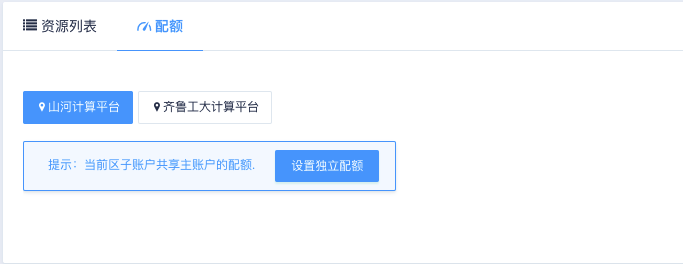 资源列表 配额
山河计算平台 齐鲁工大计算平台
提示：当前区子账户共享主账户的配额. 设置独立配额